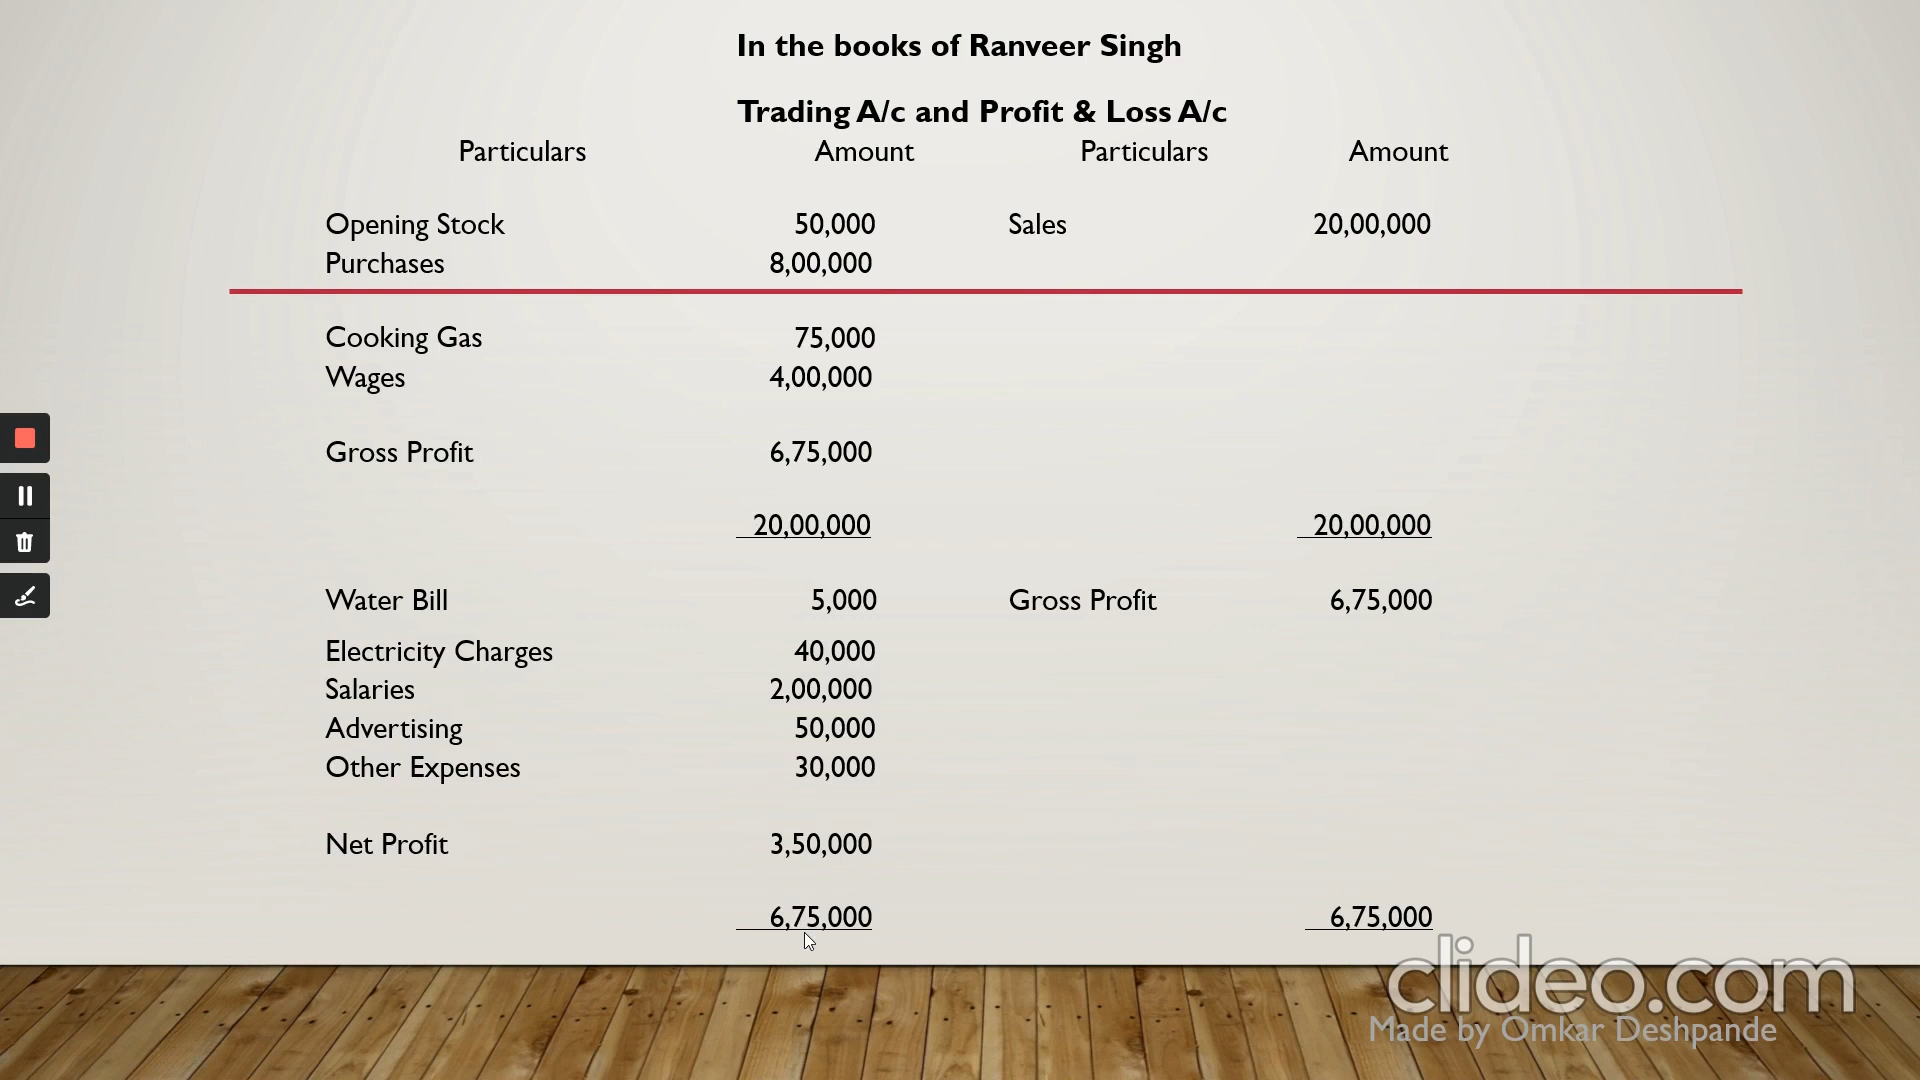 In the books of Ranveer Singh
Trading A/c and Profit & Loss A/c
Particulars Amount Particulars Amount
Opening Stock 50,000 Sales 20,00,000
Purchases 8,00,000
Cooking Gas 75,000
Wages 4,00,000
Gross Profit 6,75,000
20,00,000 20,00,000
Water Bill 5,000 Gross Profit 6,75,000
Electricity Charges 40,000
Salaries 2,00,000
Advertising 50,000
Other Expenses 30,000
Net Profit 3,50,000
6,75,000 6,75,000
clideo.com
Made by Omkar Deshpande